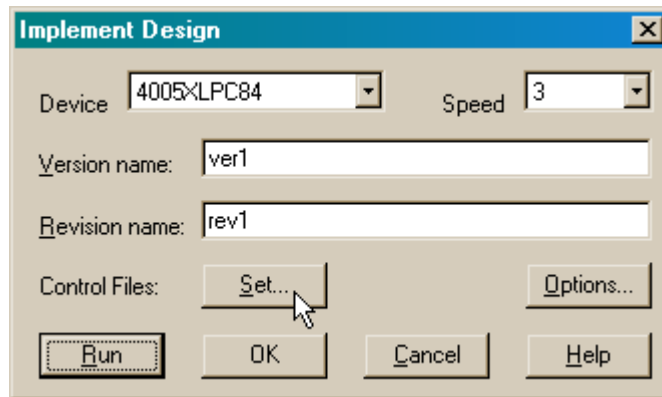 Implement Design
Device 4005XLPC84 Speed 3
Version name: ver1
Revision name: rev1
Control Files: Set... Options...
Run OK Cancel Help